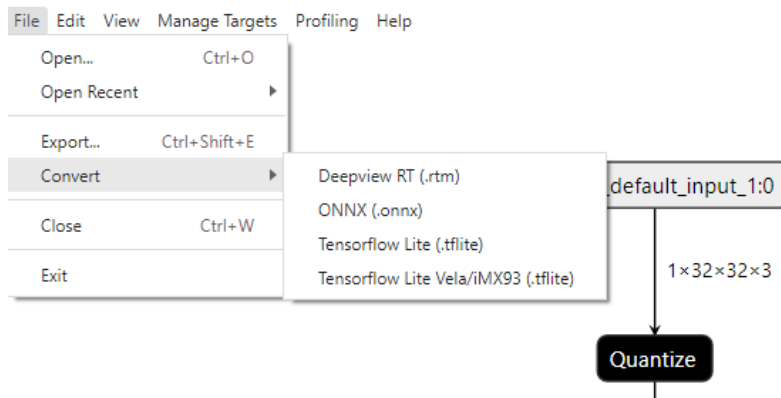 File Edit View Manage Targets Profiling Help
Open... Ctrl+O
Open Recent
Export... Ctrl+Shift+E
Convert
Close Ctrl+W
Exit
Deepview RT (.rtm)
ONNX (.onnx)
Tensorflow Lite (.tflite)
Tensorflow Lite Vela/iMX93 (.tflite)
_default_input_1:0
1×32×32×3
Quantize